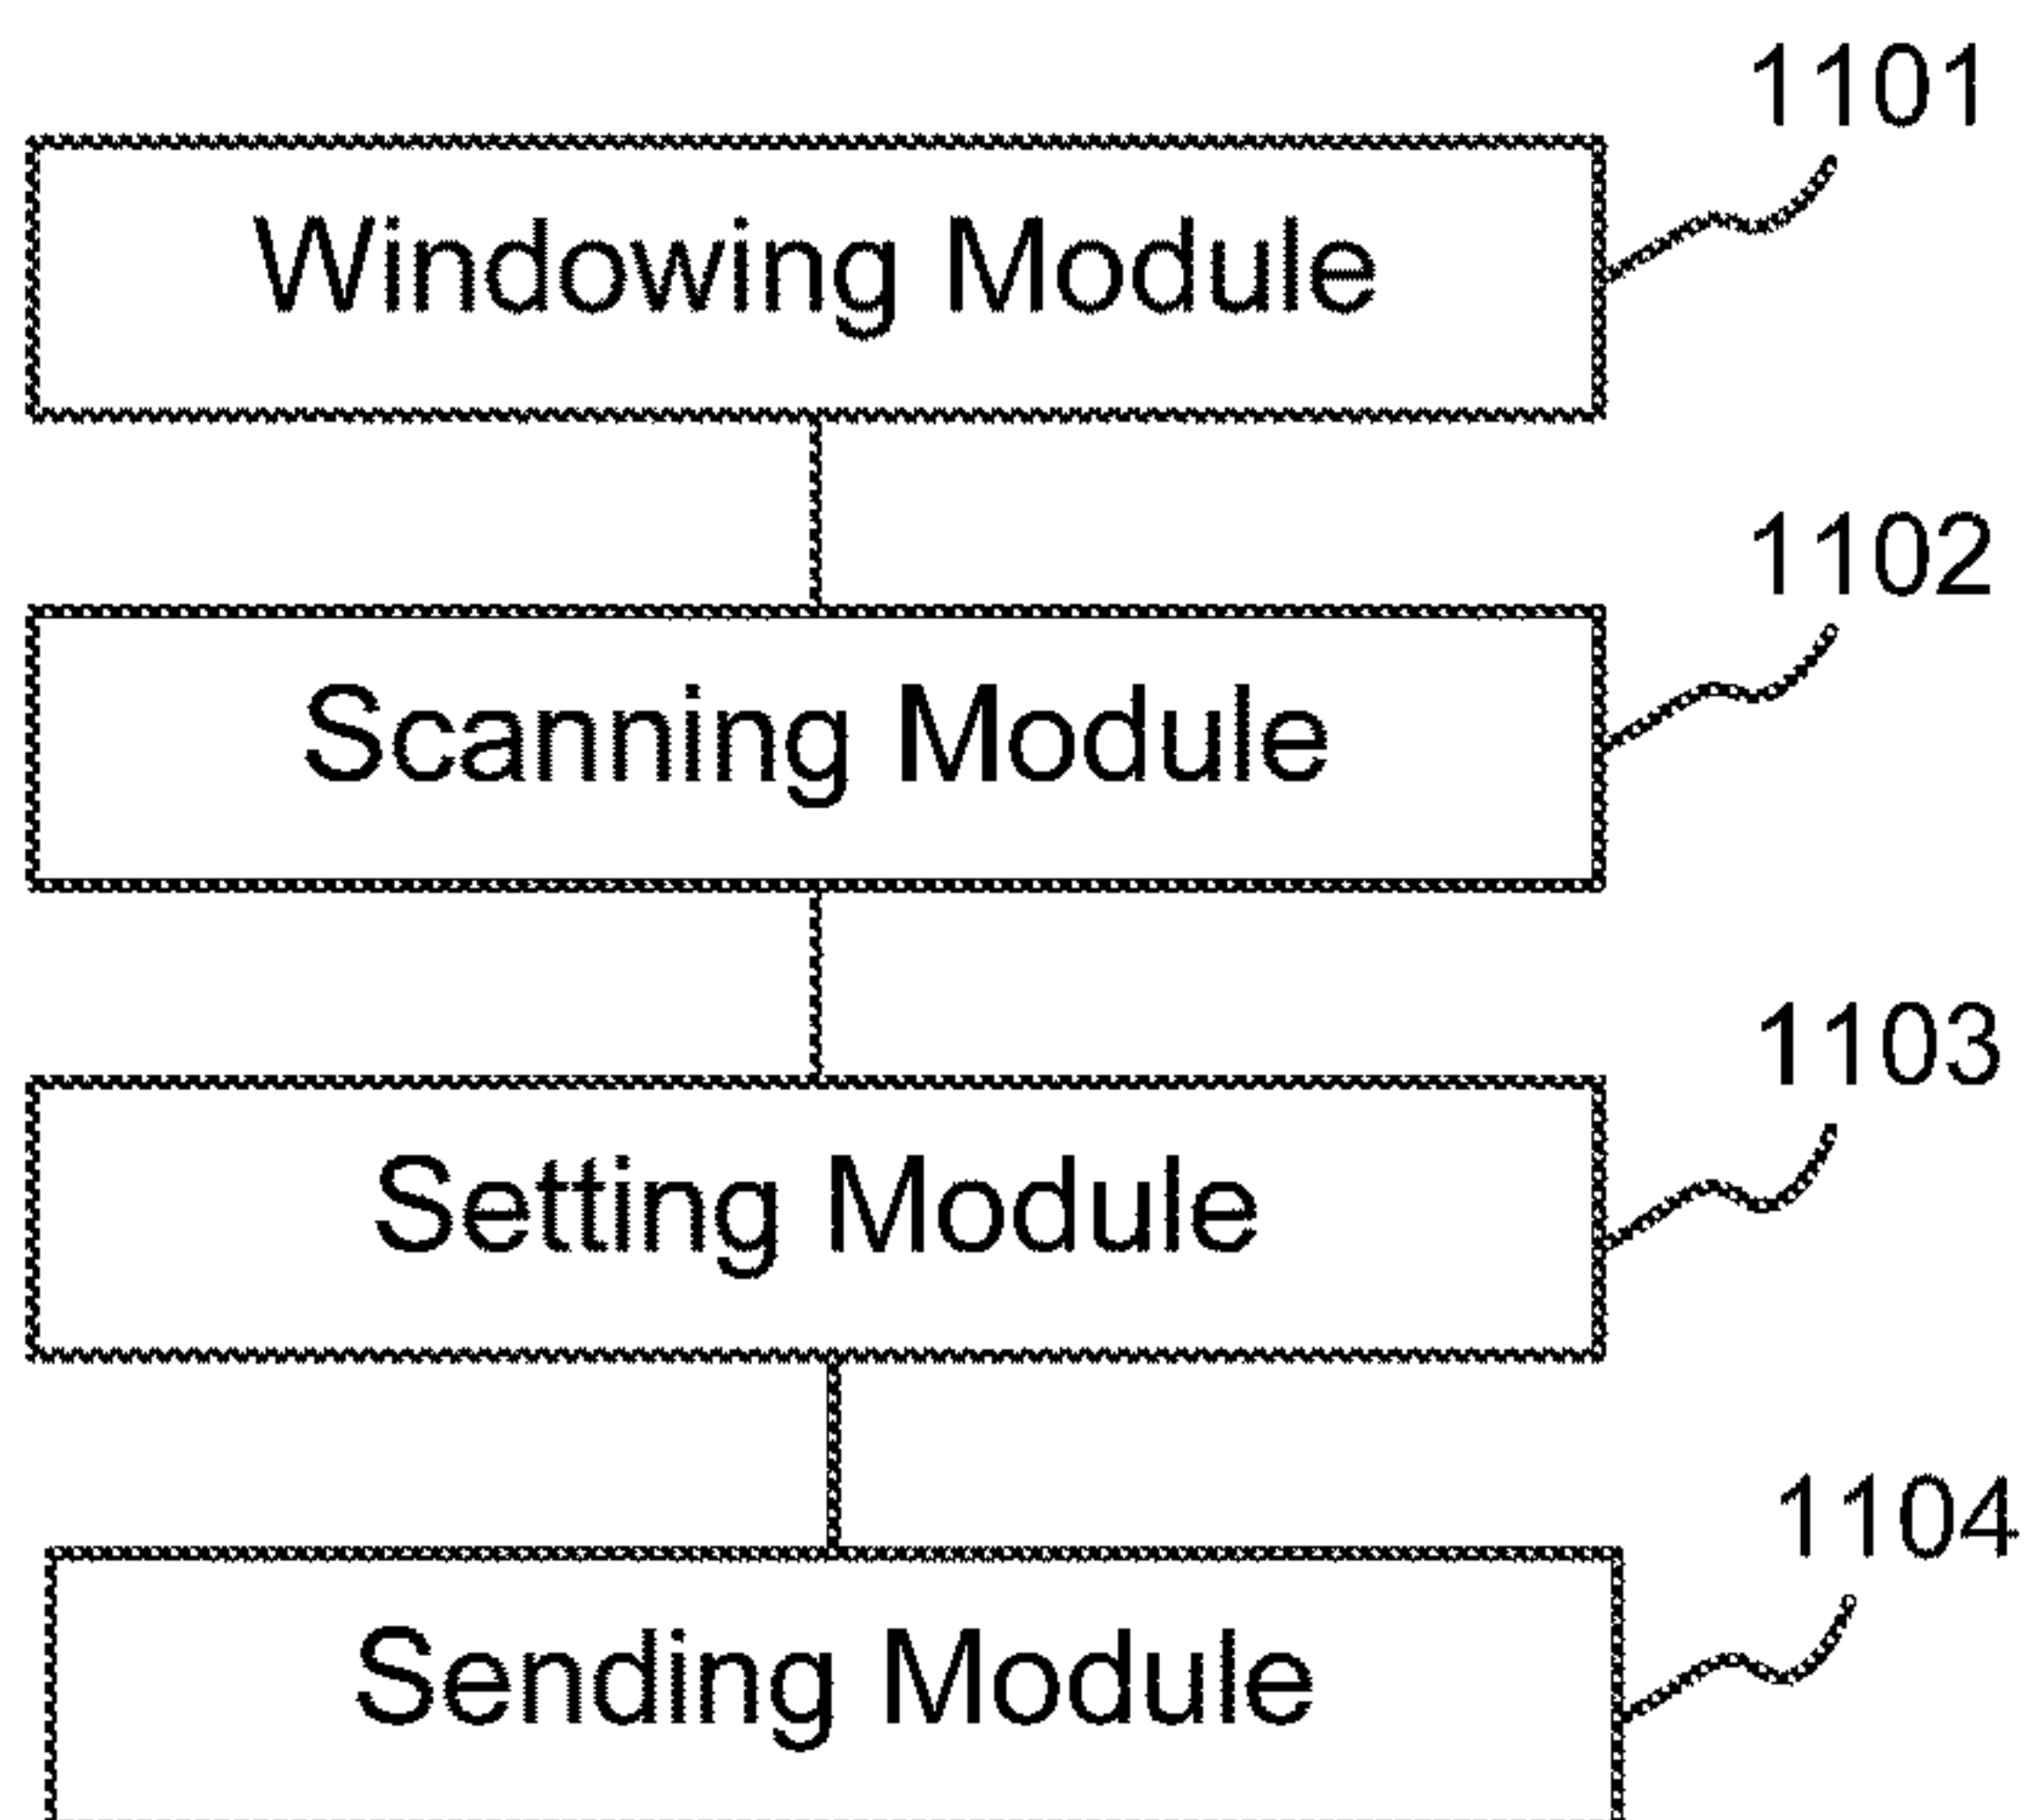 1101
Windowing Module
1102
Scanning Module
1103
Setting Module
1104
Sending Module